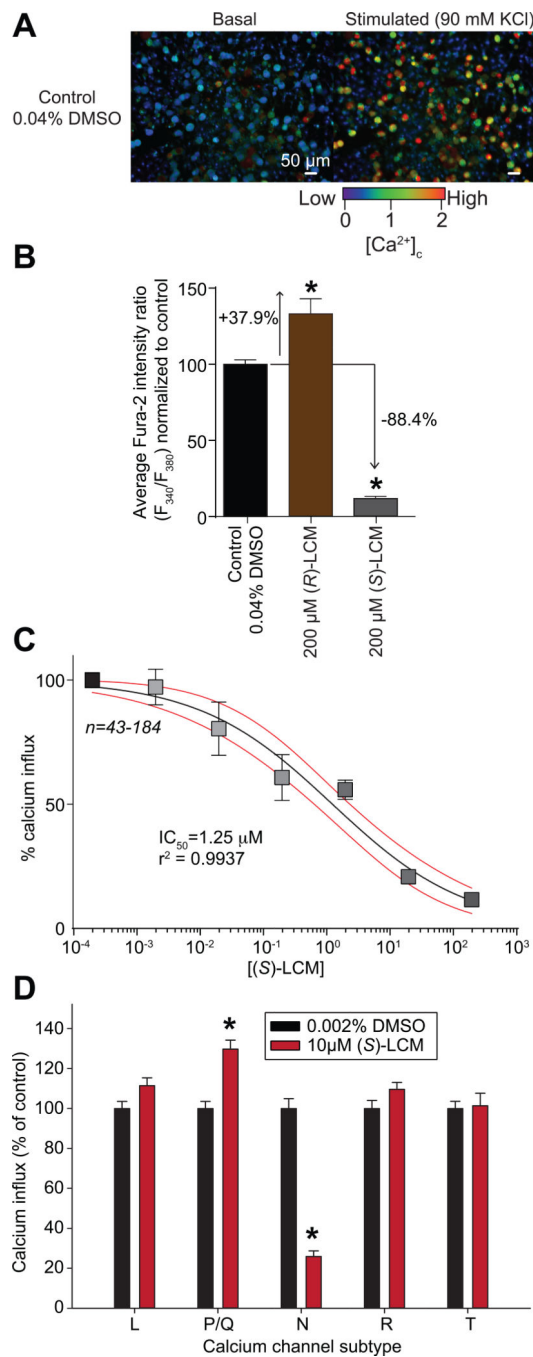 A
Basal
Stimulated (90 mM KCl)
Control
0.04% DMSO
50 µm
Low
High
0
1
2
[Ca²⁺]c
B
Average Fura-2 intensity ratio
(F340/F380) normalized to control
150
100
50
0
+37.9%
*
-88.4%
*
Control
0.04% DMSO
200 µM (R)-LCM
200 µM (S)-LCM
C
% calcium influx
100
50
0
n=43-184
IC50=1.25 µM
r² = 0.9937
10⁻⁴
10⁻³
10⁻²
10⁻¹
10⁰
10¹
10²
10³
[(S)-LCM]
D
Calcium influx (% of control)
140
120
100
80
60
40
20
0
*
0.002% DMSO
10µM (S)-LCM
*
L
P/Q
N
R
T
Calcium channel subtype